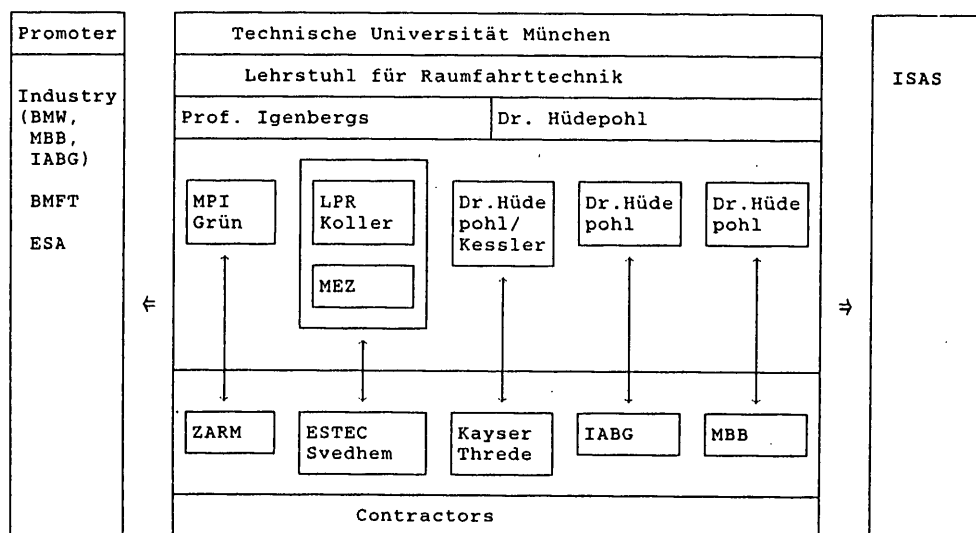 Promoter
Industry
(BMW,
MBB,
IABG)
BMFT
ESA
Technische Universität München
Lehrstuhl für Raumfahrttechnik
Prof. Igenbergs
Dr. Hüdepohl
MPI
Grün
LPR
Koller
MEZ
Dr.Hüde
pohl/
Kessler
Dr.Hüde
pohl
Dr.Hüde
pohl
ZARM
ESTEC
Svedhem
Kayser
Threde
IABG
MBB
Contractors
ISAS